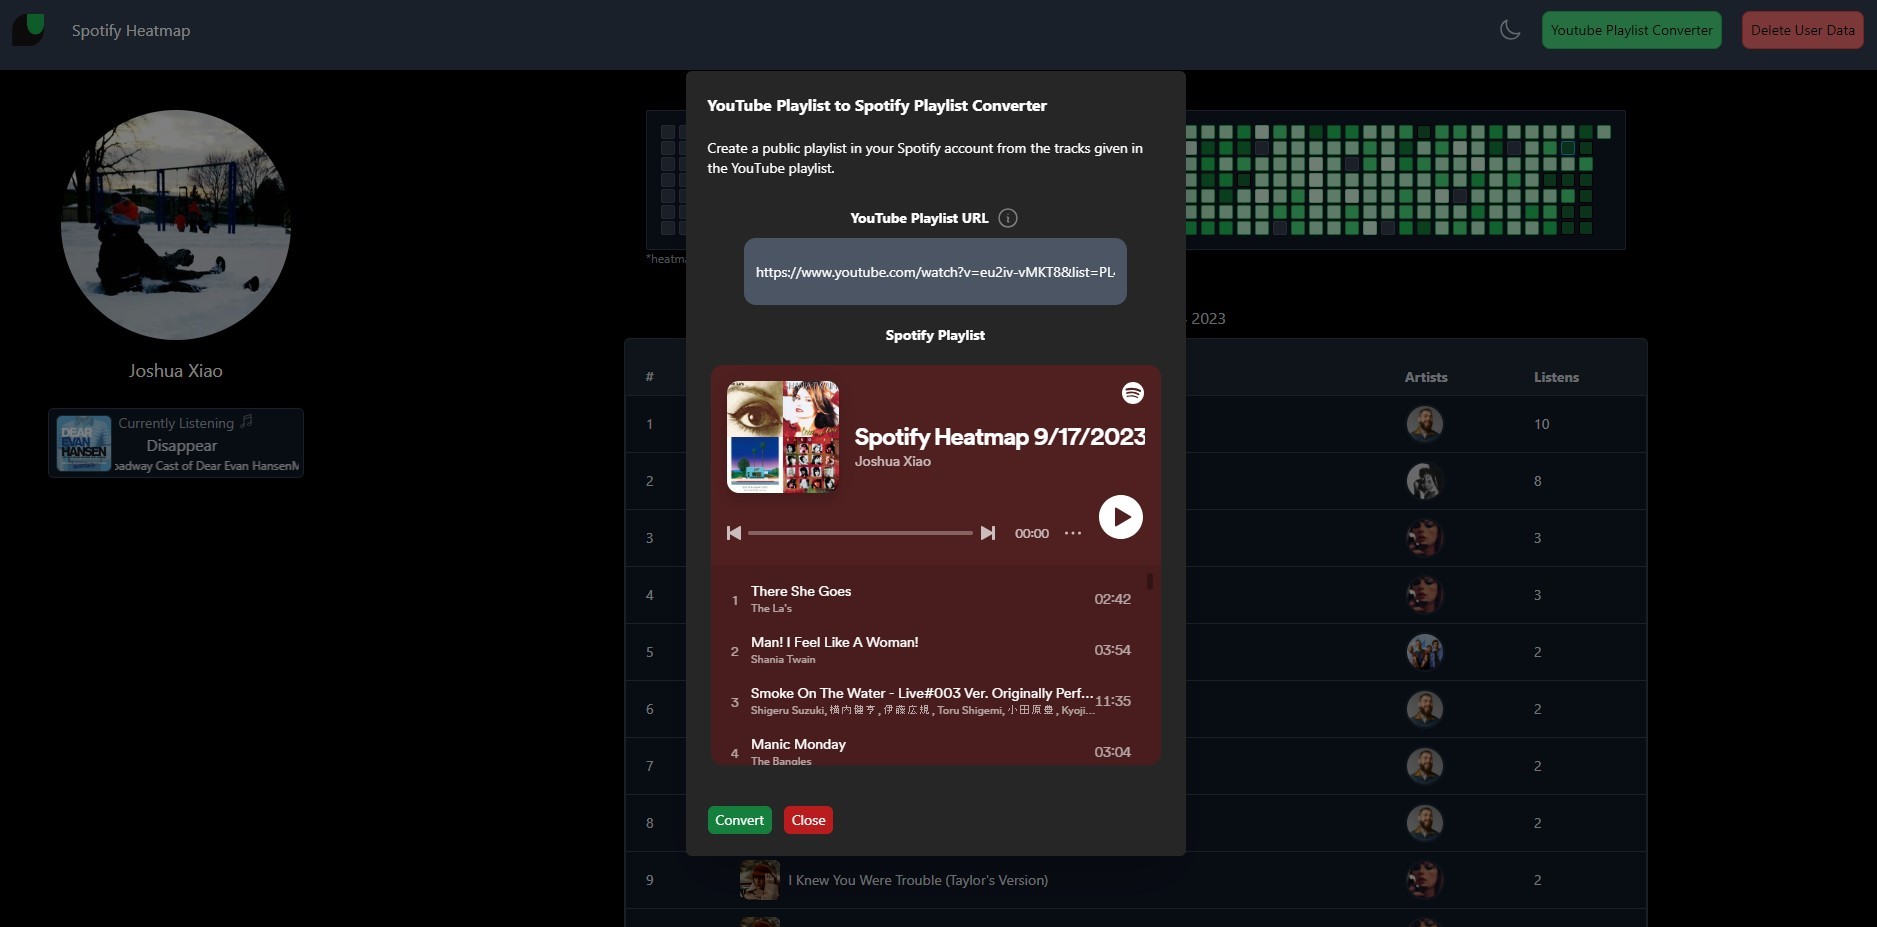 Spotify Heatmap
Youtube Playlist Converter
Delete User Data
YouTube Playlist to Spotify Playlist Converter
Create a public playlist in your Spotify account from the tracks given in
the YouTube playlist.
YouTube Playlist URL
https://www.youtube.com/watch?v=eu2iv-vMKT8&list=PL
*heatma
2023
Spotify Playlist
Joshua Xiao
Currently Listening
Disappear
oadway Cast of Dear Evan HansenM
DEAR
EVAN
HANSEN
Spotify Heatmap 9/17/2023
Joshua Xiao
00:00
1 There She Goes 02:42
The La's
2 Man! I Feel Like A Woman! 03:54
Shania Twain
3 Smoke On The Water - Live#003 Ver. Originally Perf... 11:35
Shigeru Suzuki, 横内健亨, 伊藤広規, Toru Shigemi, 小田原豊, Kyoji...
4 Manic Monday 03:04
The Bangles
Convert
Close
# Artists Listens
1 10
2 8
3 3
4 3
5 2
6 2
7 2
8 2
9 I Knew You Were Trouble (Taylor's Version) 2